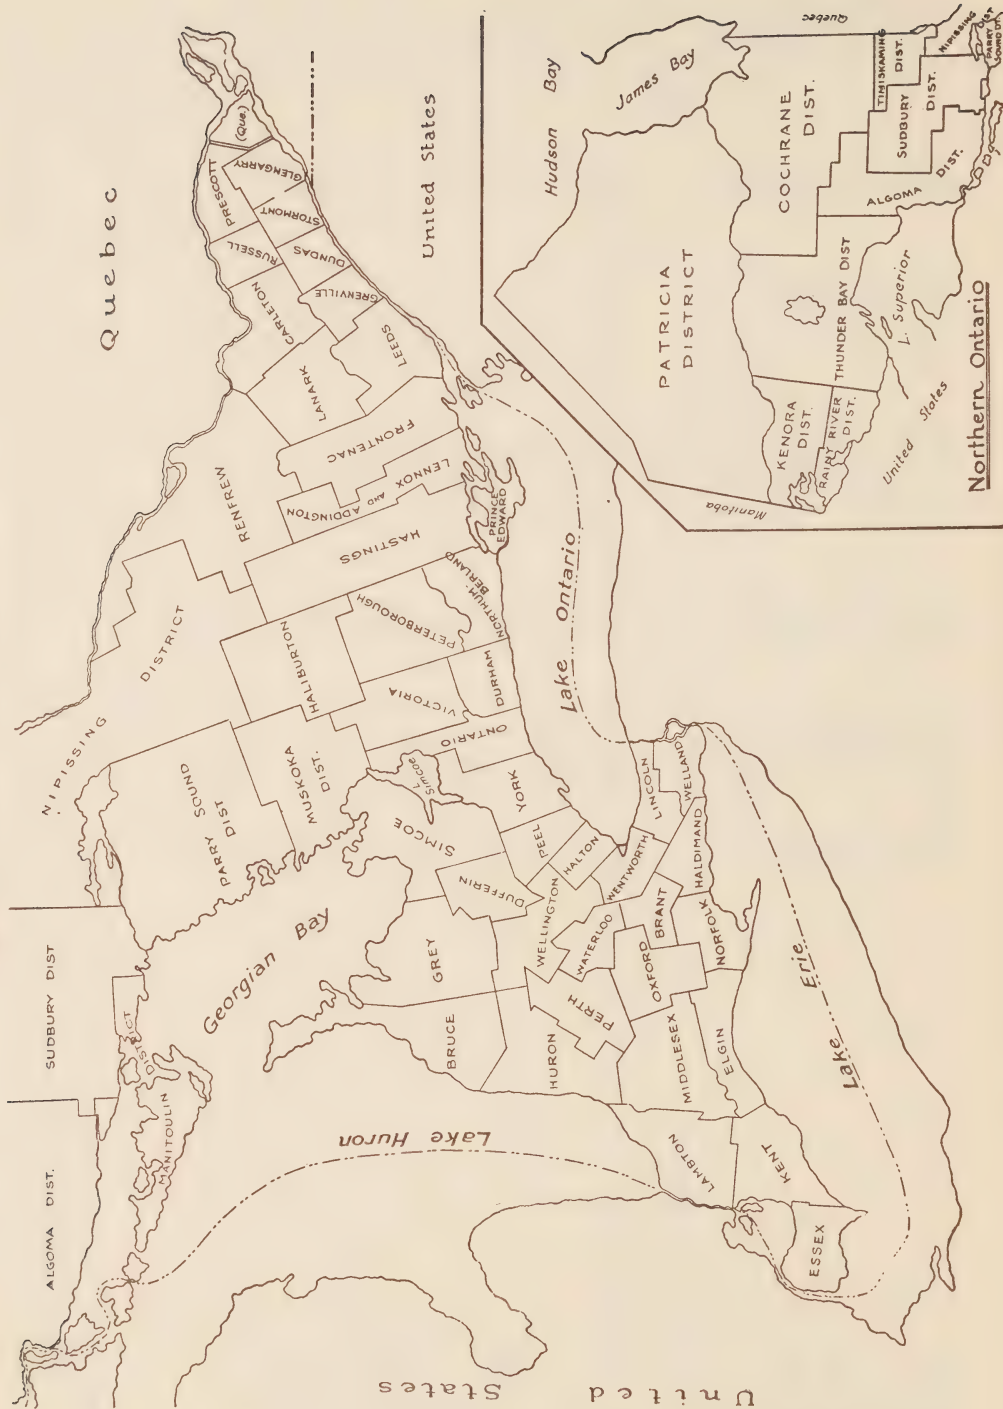 Quebec
(Que.)
PRESCOTT
GLENGARRY
STORMONT
RUSSELL
DUNDAS
GRENVILLE
CARLETON
LEEDS
LANARK
FRONTENAC
LENNOX
AND
ADDINGTON
RENFREW
HASTINGS
PRINCE
EDWARD
NORTHUM-
BERLAND
PETERBOROUGH
HALIBURTON
VICTORIA
DURHAM
ONTARIO
NIPISSING
DISTRICT
PARRY SOUND
DIST
MUSKOKA
DIST.
L.
Simcoe
SIMCOE
YORK
PEEL
HALTON
DUFFERIN
WELLINGTON
WATERLOO
WENTWORTH
LINCOLN
WELLAND
HALDIMAND
BRANT
NORFOLK
OXFORD
PERTH
GREY
BRUCE
HURON
MIDDLESEX
ELGIN
LAMBTON
KENT
ESSEX
SUDBURY DIST
ALGOMA DIST.
MANITOULIN
DISTRICT
Georgian Bay
Lake Huron
Lake Ontario
Lake Erie
United States
United States
Hudson Bay
James Bay
Quebec
PATRICIA
DISTRICT
COCHRANE
DIST.
TIMISKAMING
DIST.
NIPISSING
DIST
PARRY
SOUND DT.
SUDBURY
DIST.
ALGOMA
DIST.
THUNDER BAY DIST
KENORA
DIST.
RAINY RIVER
DIST.
Manitoba
L. Superior
United States
Northern Ontario